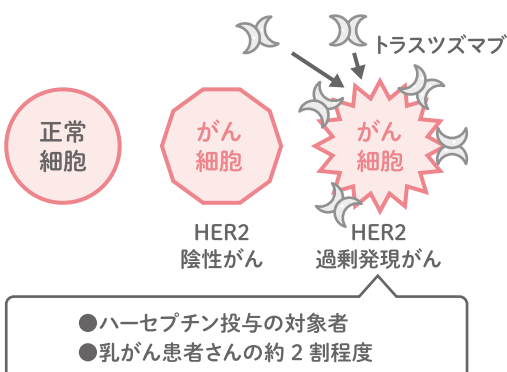 トラスツズマブ
正常
細胞
がん
細胞
がん
細胞
HER2
陰性がん
HER2
過剰発現がん
●ハーセプチン投与の対象者
●乳がん患者さんの約2割程度